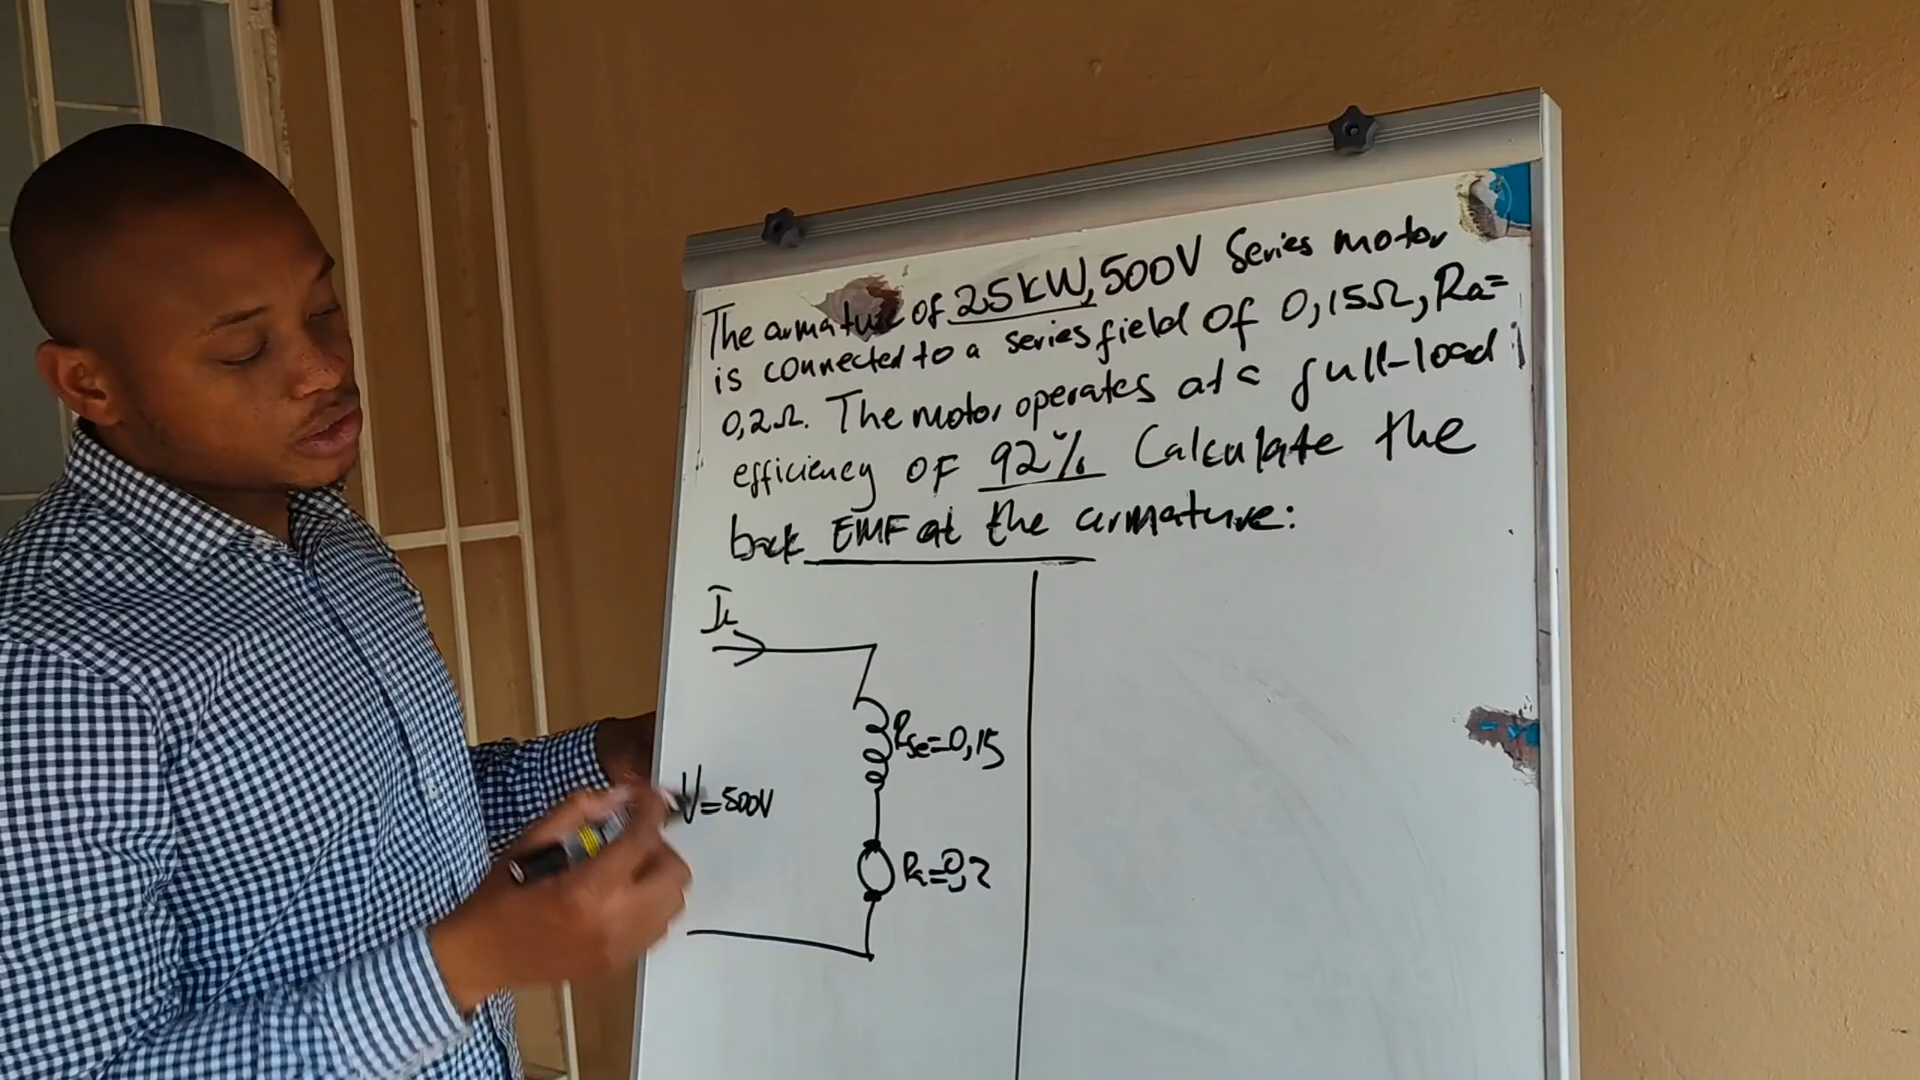 The armature of 25kW, 500V Series motor
is connected to a series field of 0,15Ω, Ra=
0,2Ω. The motor operates at a full-load
efficiency of 92% Calculate the
back EMF at the armature:
IL
Rse=0,15
V=500V
Ra=0,2